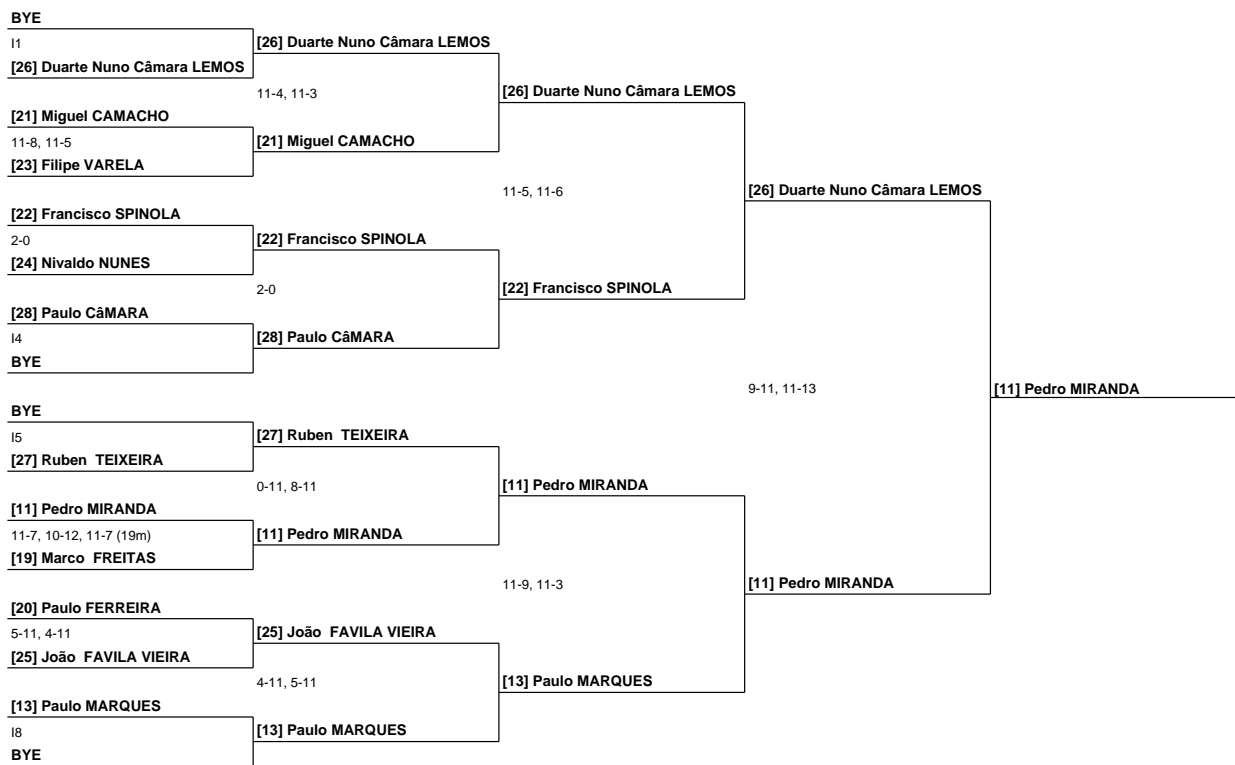 BYE
I1
[26] Duarte Nuno Câmara LEMOS
[26] Duarte Nuno Câmara LEMOS
11-4, 11-3
[26] Duarte Nuno Câmara LEMOS
[21] Miguel CAMACHO
11-8, 11-5
[21] Miguel CAMACHO
[23] Filipe VARELA
11-5, 11-6
[26] Duarte Nuno Câmara LEMOS
[22] Francisco SPINOLA
2-0
[22] Francisco SPINOLA
[24] Nivaldo NUNES
2-0
[22] Francisco SPINOLA
[28] Paulo CâMARA
I4
[28] Paulo CâMARA
BYE
9-11, 11-13
[11] Pedro MIRANDA
BYE
I5
[27] Ruben TEIXEIRA
[27] Ruben TEIXEIRA
0-11, 8-11
[11] Pedro MIRANDA
[11] Pedro MIRANDA
11-7, 10-12, 11-7 (19m)
[11] Pedro MIRANDA
[19] Marco FREITAS
11-9, 11-3
[11] Pedro MIRANDA
[20] Paulo FERREIRA
5-11, 4-11
[25] João FAVILA VIEIRA
[25] João FAVILA VIEIRA
4-11, 5-11
[13] Paulo MARQUES
[13] Paulo MARQUES
I8
[13] Paulo MARQUES
BYE